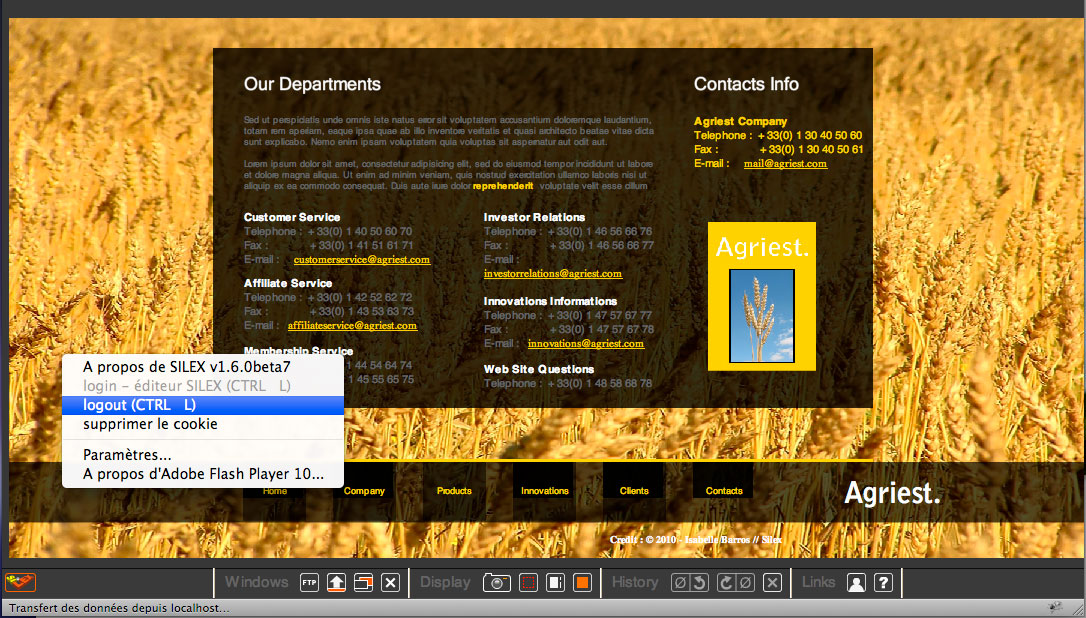 Our Departments
Sed ut perspiciatis unde omnis iste natus error sit voluptatem accusantium doloremque laudantium,
totam rem aperiam, eaque ipsa quae ab illo inventore veritatis et quasi architecto beatae vitae dicta
sunt explicabo. Nemo enim ipsam voluptatem quia voluptas sit aspernatur aut odit aut.
Lorem ipsum dolor sit amet, consectetur adipisicing elit, sed do eiusmod tempor incididunt ut labore
et dolore magna aliqua. Ut enim ad minim veniam, quis nostrud exercitation ullamco laboris nisi ut
aliquip ex ea commodo consequat. Duis aute irure dolor reprehenderit voluptate velit esse cillum
Customer Service
Telephone : + 33(0) 1 40 50 60 70
Fax : + 33(0) 1 41 51 61 71
E-mail : customerservice@agriest.com
Affiliate Service
Telephone : + 33(0) 1 42 52 62 72
Fax : + 33(0) 1 43 53 63 73
E-mail : affiliateservice@agriest.com
Membership Service
1 44 54 64 74
1 45 55 65 75
Investor Relations
Telephone : + 33(0) 1 46 56 66 76
Fax : + 33(0) 1 46 56 66 77
E-mail :
investorrelations@agriest.com
Innovations Informations
Telephone : + 33(0) 1 47 57 67 77
Fax : + 33(0) 1 47 57 67 78
E-mail : innovations@agriest.com
Web Site Questions
Telephone : + 33(0) 1 48 58 68 78
Contacts Info
Agriest Company
Telephone : + 33(0) 1 30 40 50 60
Fax : + 33(0) 1 30 40 50 61
E-mail : mail@agriest.com
Agriest.
A propos de SILEX v1.6.0beta7
login – éditeur SILEX (CTRL L)
logout (CTRL L)
supprimer le cookie
Paramètres...
A propos d'Adobe Flash Player 10...
Home Company Products Innovations Clients Contacts
Agriest.
Credit : © 2010 - Isabelle Barros // Silex
Windows FTP Display History Links ?
Transfert des données depuis localhost...